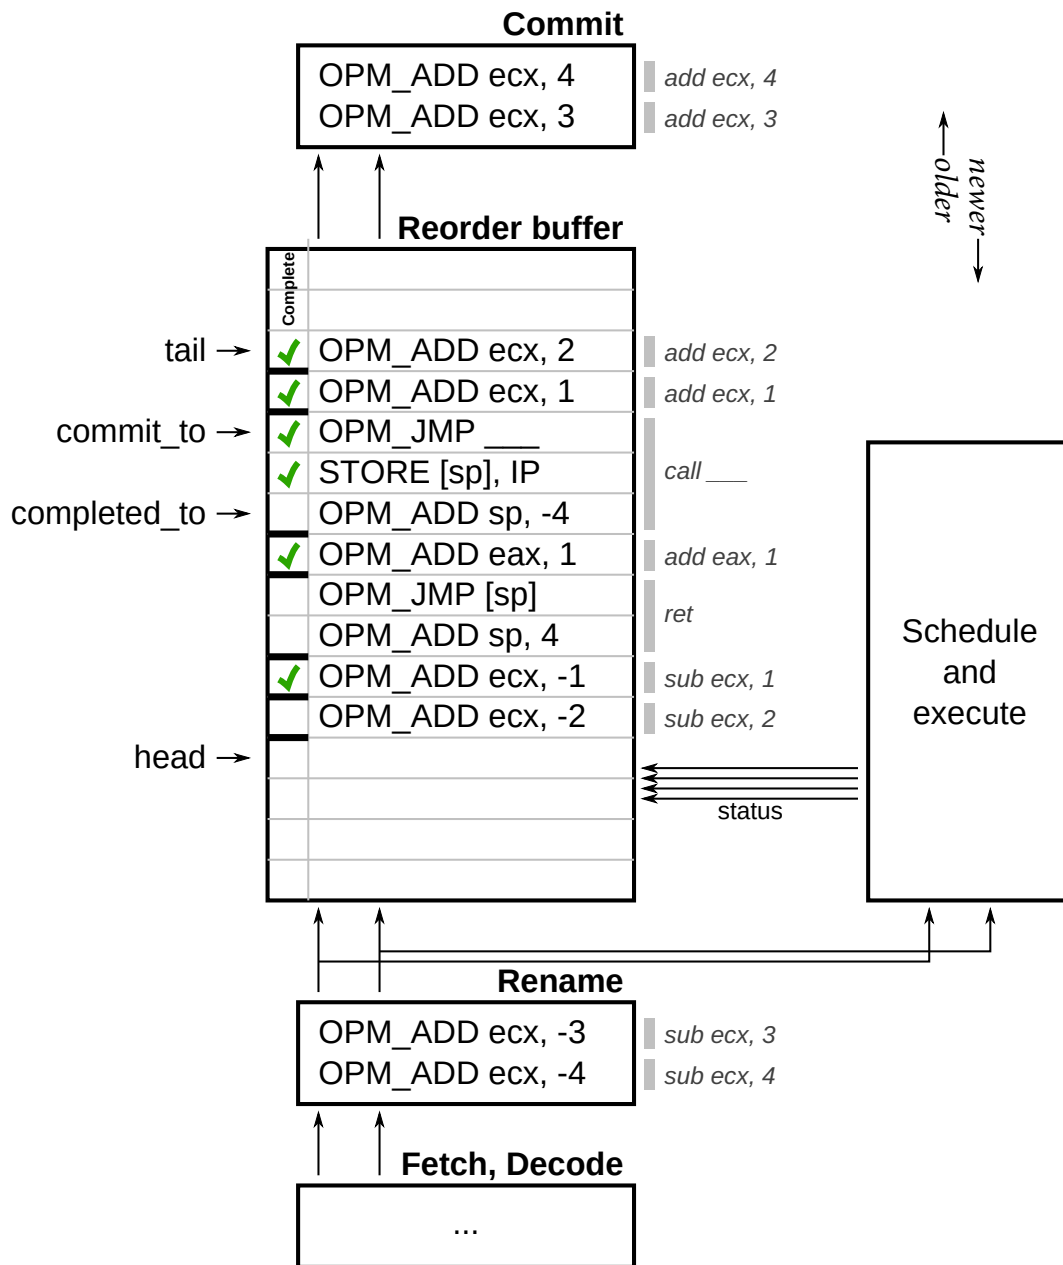 Commit
OPM_ADD ecx, 4 add ecx, 4
OPM_ADD ecx, 3 add ecx, 3
older
newer
Reorder buffer
Complete
tail OPM_ADD ecx, 2 add ecx, 2
OPM_ADD ecx, 1 add ecx, 1
commit_to OPM_JMP ___
STORE [sp], IP call ___
completed_to OPM_ADD sp, -4
OPM_ADD eax, 1 add eax, 1
OPM_JMP [sp]
ret
OPM_ADD sp, 4
OPM_ADD ecx, -1 sub ecx, 1
OPM_ADD ecx, -2 sub ecx, 2
head
Schedule
and
execute
status
Rename
OPM_ADD ecx, -3 sub ecx, 3
OPM_ADD ecx, -4 sub ecx, 4
Fetch, Decode
...